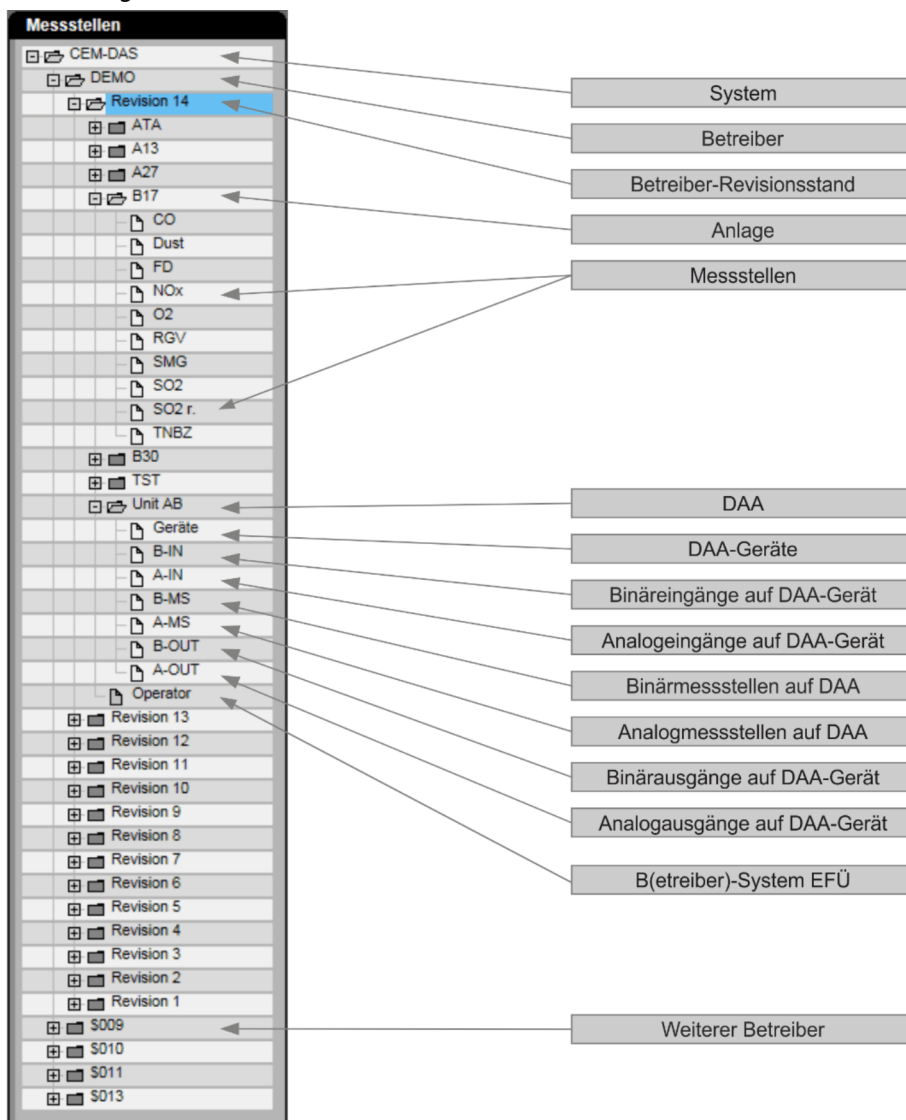 Messstellen
CEM-DAS
DEMO
Revision 14
ATA
A13
A27
B17
CO
Dust
FD
NOx
O2
RGV
SMG
SO2
SO2 r.
TNBZ
B30
TST
Unit AB
Geräte
B-IN
A-IN
B-MS
A-MS
B-OUT
A-OUT
Operator
Revision 13
Revision 12
Revision 11
Revision 10
Revision 9
Revision 8
Revision 7
Revision 6
Revision 5
Revision 4
Revision 3
Revision 2
Revision 1
S009
S010
S011
S013
System
Betreiber
Betreiber-Revisionsstand
Anlage
Messstellen
DAA
DAA-Geräte
Binäreingänge auf DAA-Gerät
Analogeingänge auf DAA-Gerät
Binärmessstellen auf DAA
Analogmessstellen auf DAA
Binärausgänge auf DAA-Gerät
Analogausgänge auf DAA-Gerät
B(etreiber)-System EFÜ
Weiterer Betreiber